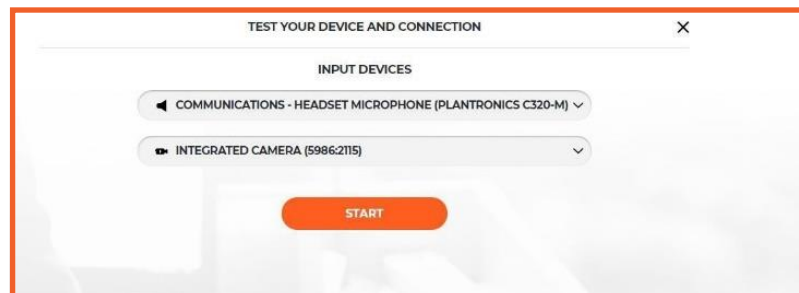 TEST YOUR DEVICE AND CONNECTION
INPUT DEVICES
COMMUNICATIONS - HEADSET MICROPHONE (PLANTRONICS C320-M)
INTEGRATED CAMERA (5986:2115)
START